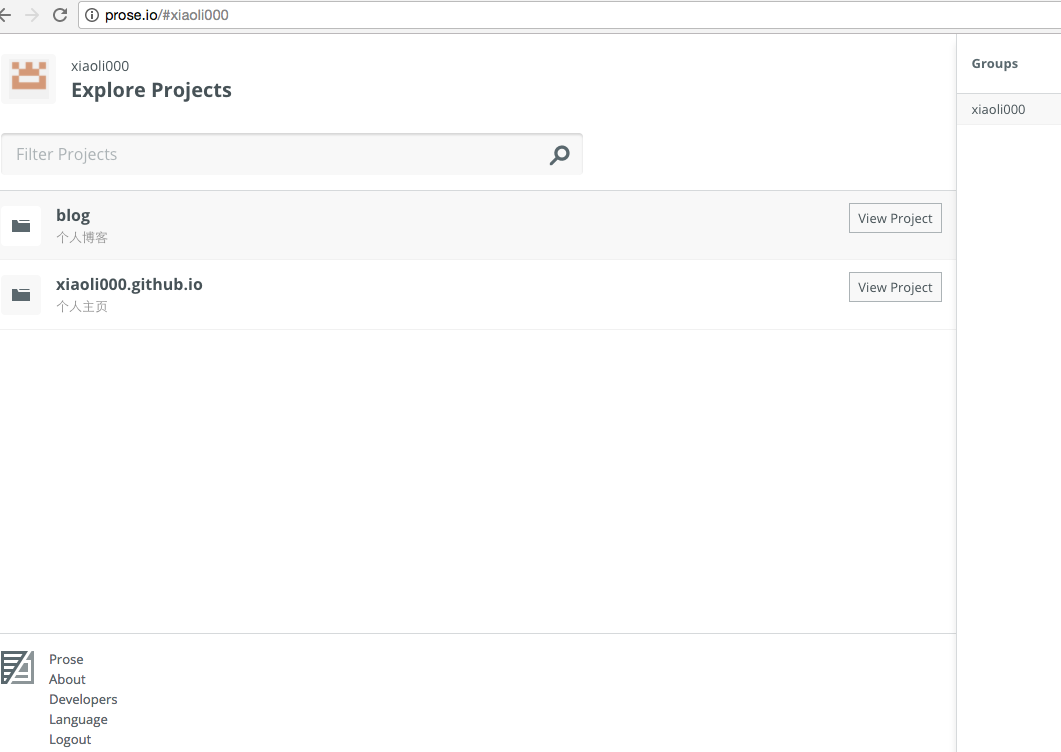 prose.io/#xiaoli000
xiaoli000
Explore Projects
Filter Projects
blog
个人博客
View Project
xiaoli000.github.io
个人主页
View Project
Groups
xiaoli000
Prose
About
Developers
Language
Logout